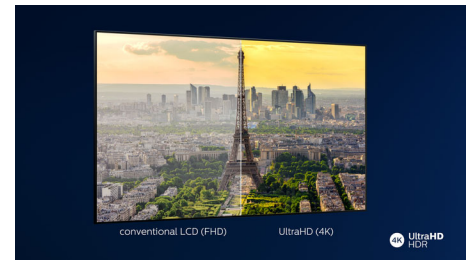 conventional LCD (FHD)
UltraHD (4K)
4K
UltraHD
HDR